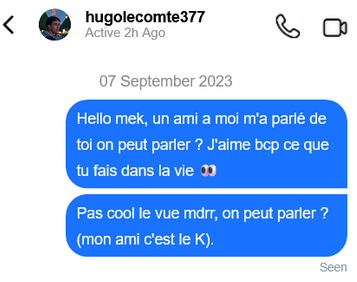 hugolecomte377
Active 2h Ago
07 September 2023
Hello mek, un ami a moi m'a parlé de
toi on peut parler ? J'aime bcp ce que
tu fais dans la vie 👀
Pas cool le vue mdrr, on peut parler ?
(mon ami c'est le K).
Seen